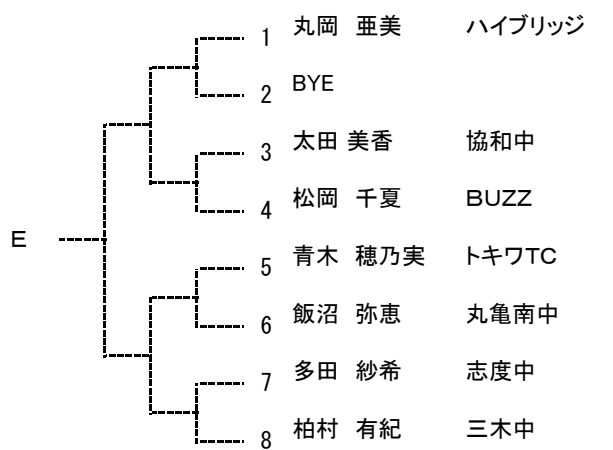 1 丸岡 亜美 ハイブリッジ
2 BYE
3 太田 美香 協和中
4 松岡 千夏 BUZZ
E
5 青木 穂乃実 トキワTC
6 飯沼 弥恵 丸亀南中
7 多田 紗希 志度中
8 柏村 有紀 三木中